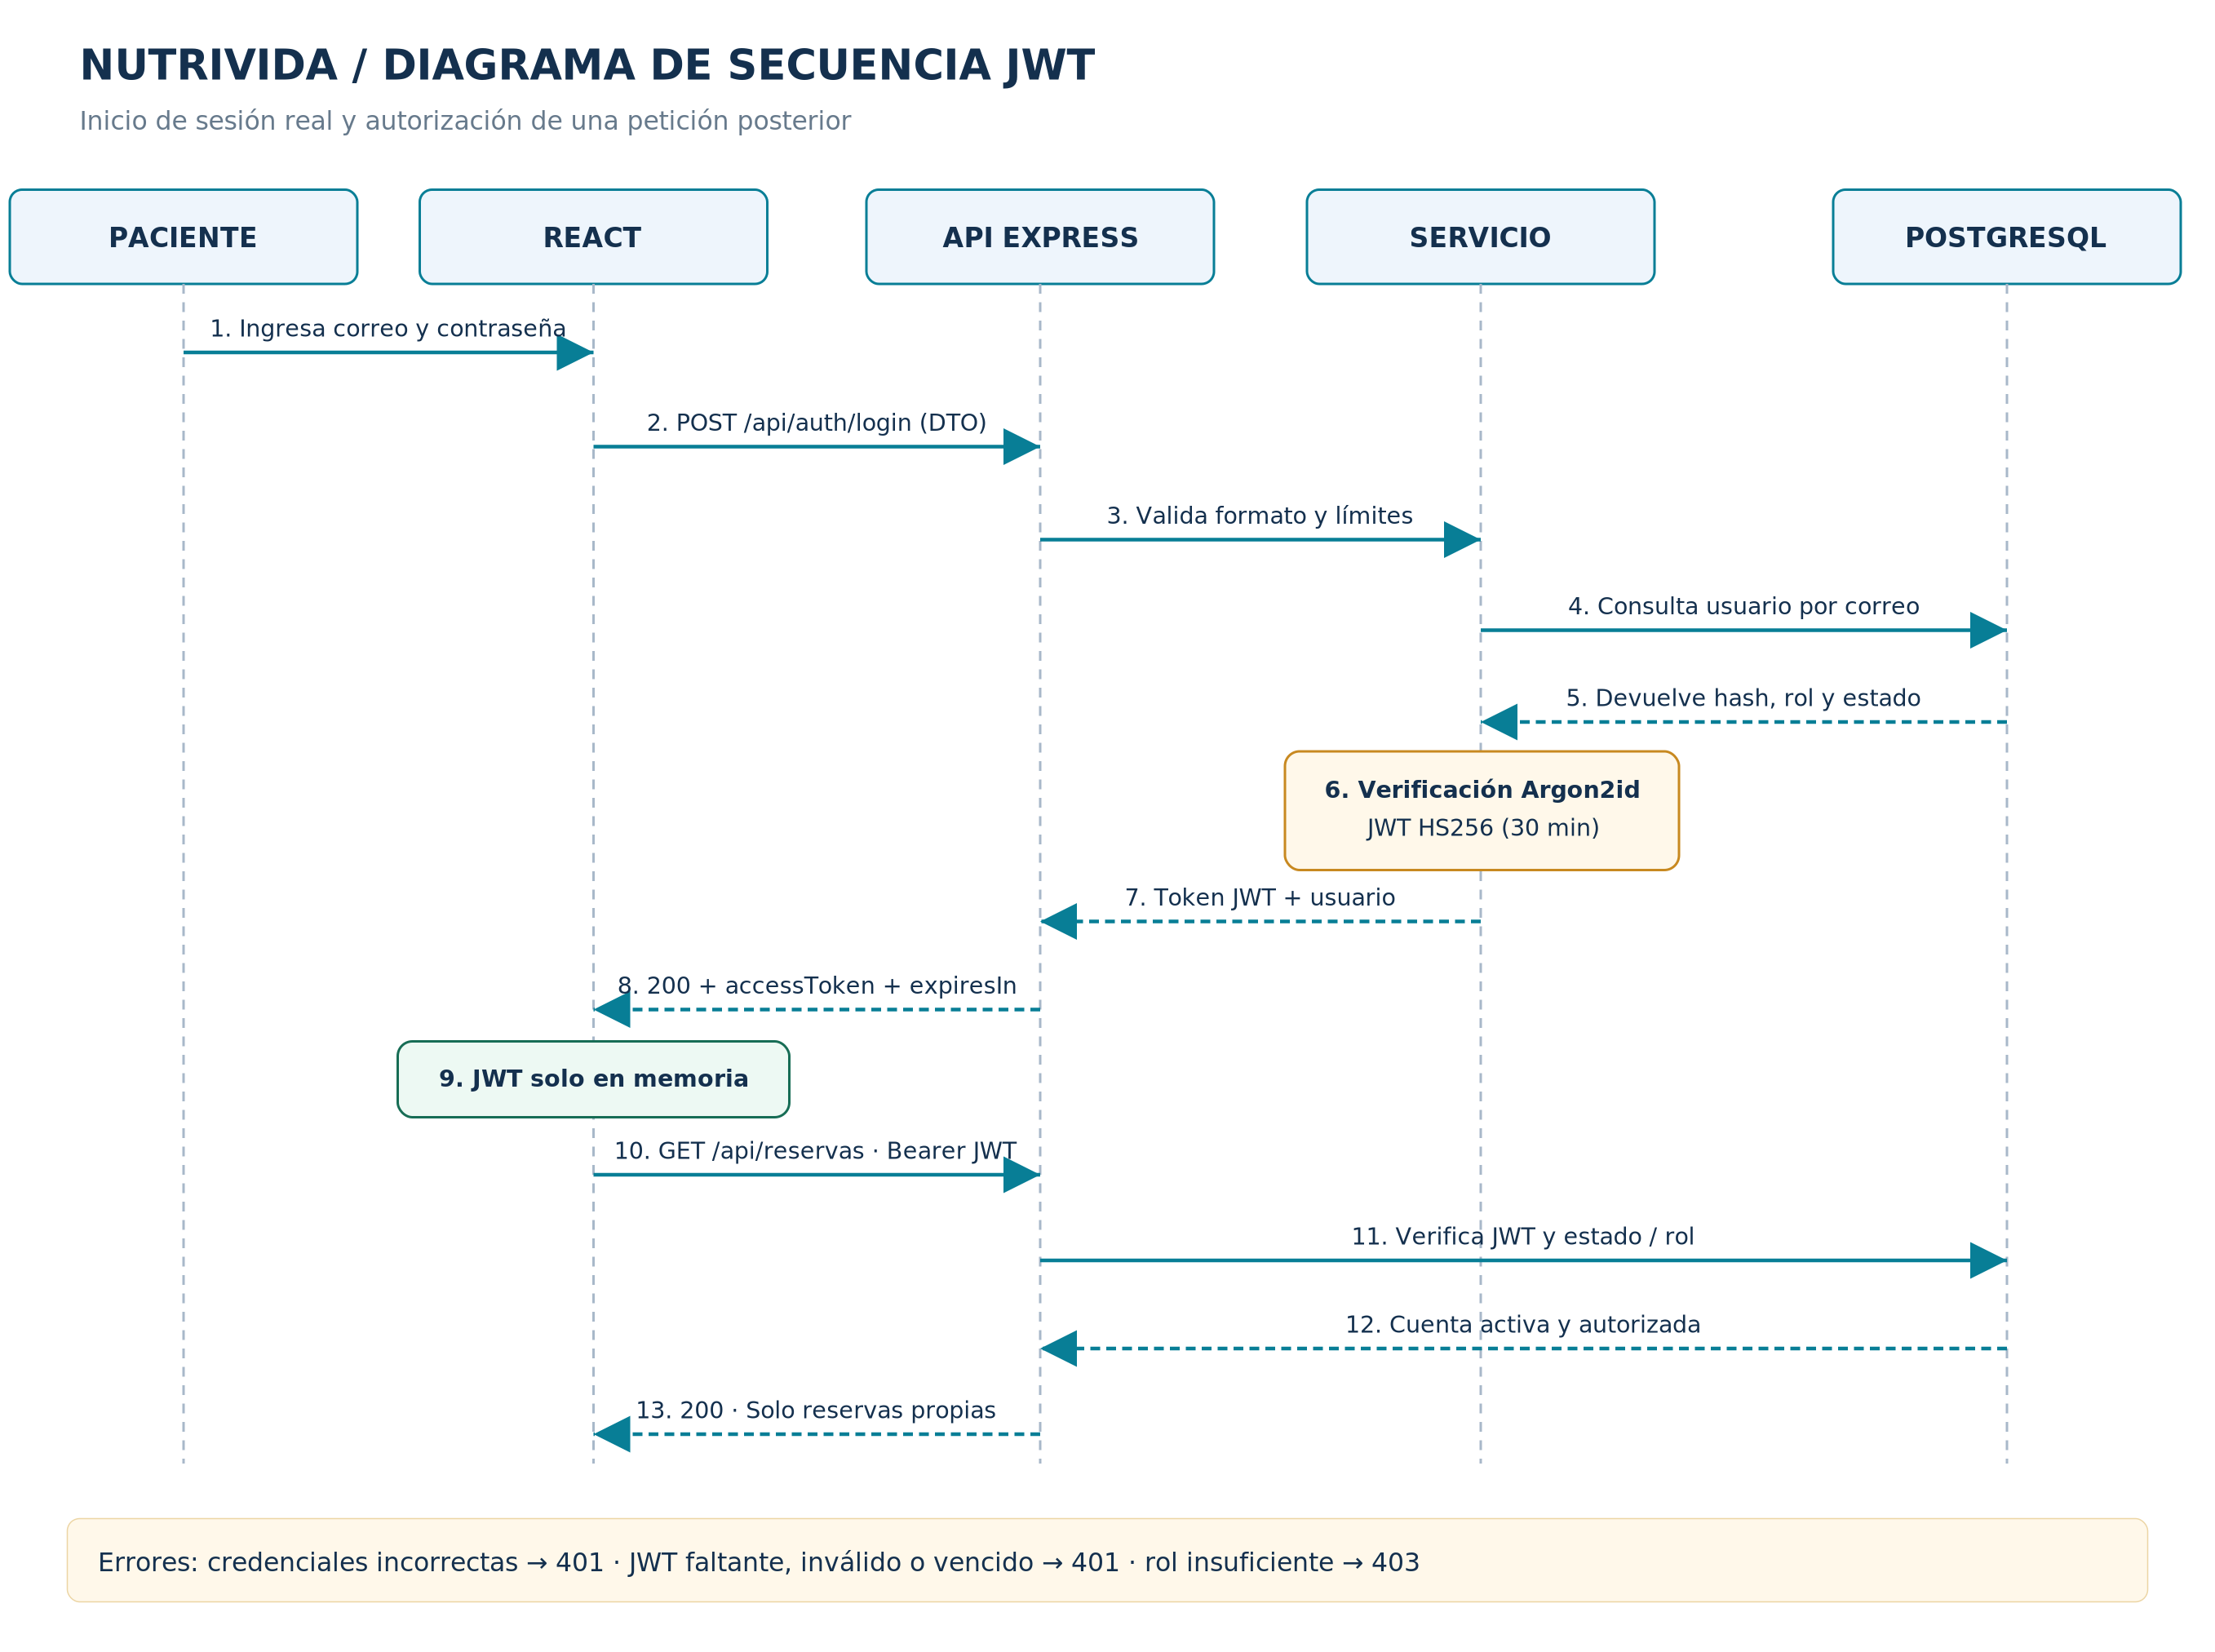 NUTRIVIDA / DIAGRAMA DE SECUENCIA JWT
Inicio de sesión real y autorización de una petición posterior
PACIENTE
REACT
API EXPRESS
SERVICIO
POSTGRESQL
1. Ingresa correo y contraseña
2. POST /api/auth/login (DTO)
3. Valida formato y límites
4. Consulta usuario por correo
5. Devuelve hash, rol y estado
6. Verificación Argon2id
JWT HS256 (30 min)
7. Token JWT + usuario
8. 200 + accessToken + expiresIn
9. JWT solo en memoria
10. GET /api/reservas · Bearer JWT
11. Verifica JWT y estado / rol
12. Cuenta activa y autorizada
13. 200 · Solo reservas propias
Errores: credenciales incorrectas → 401 · JWT faltante, inválido o vencido → 401 · rol insuficiente → 403